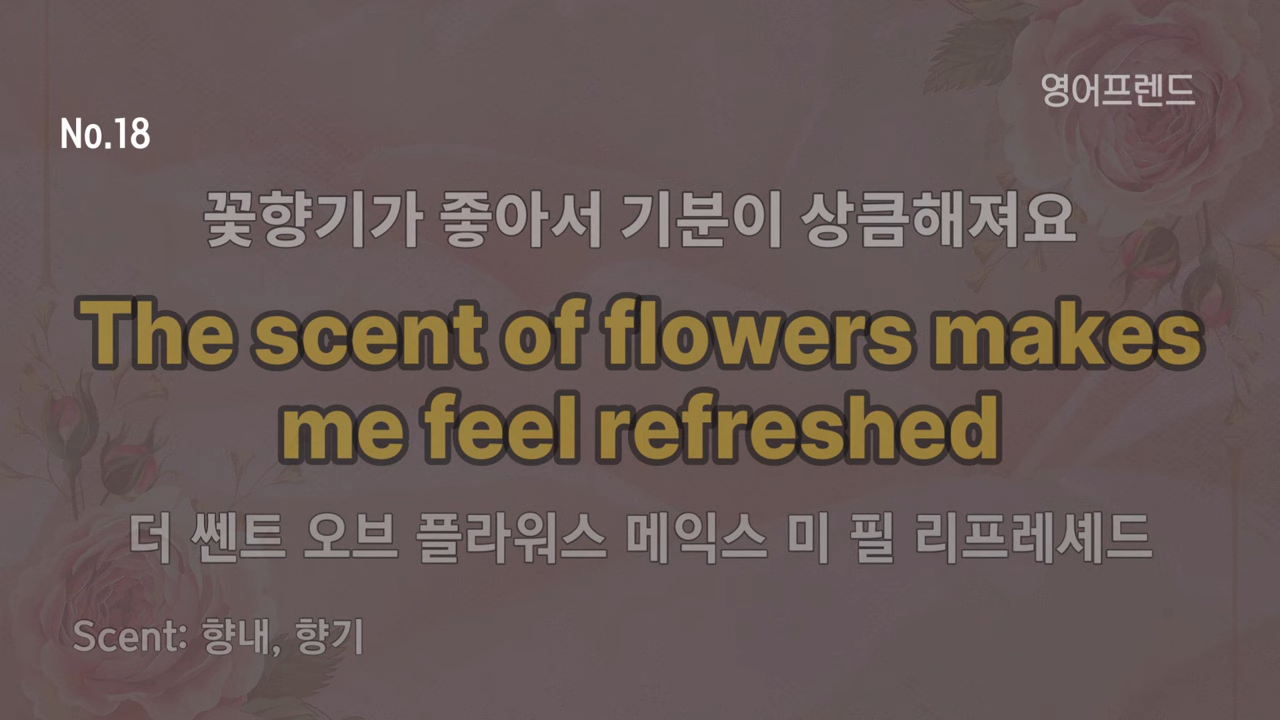 영어프렌드
No.18
꽃향기가 좋아서 기분이 상큼해져요
The scent of flowers makes
me feel refreshed
더 쎈트 오브 플라워스 메익스 미 필 리프레셰드
Scent: 향내, 향기